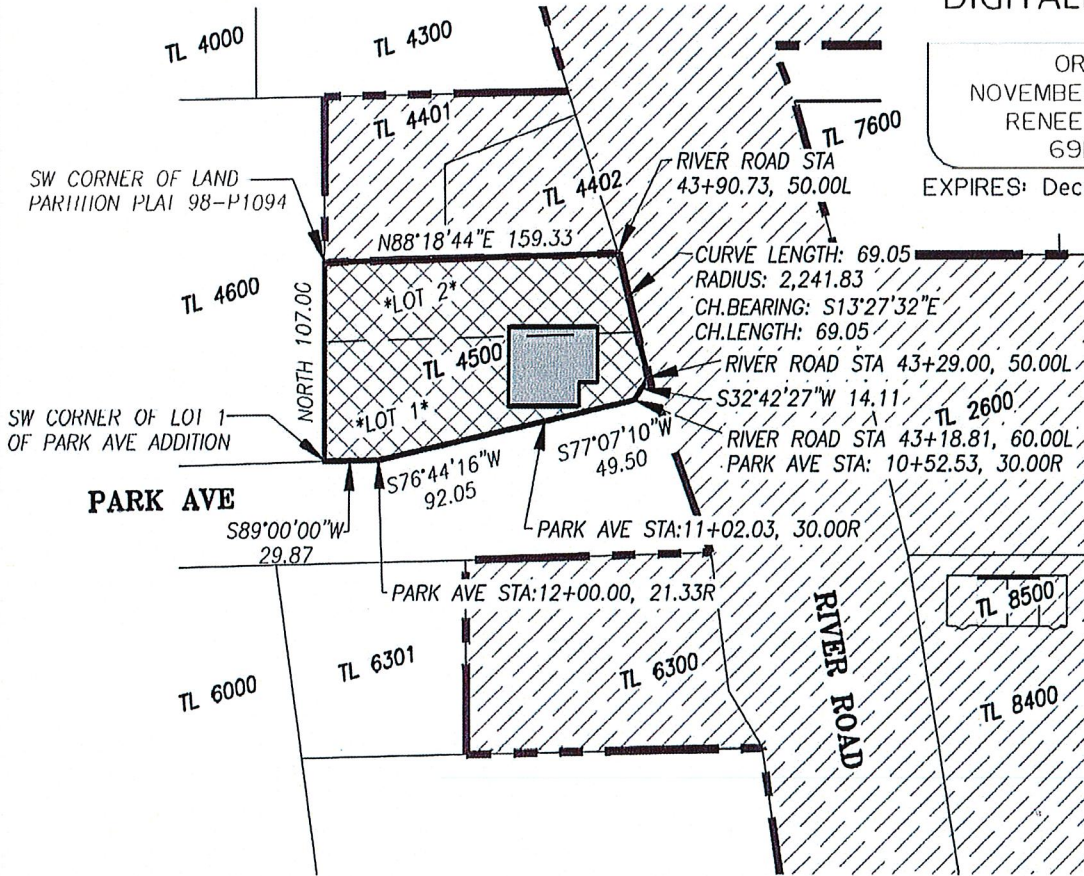 DIGITAL
TL 4000
TL 4300
OR
NOVEMBE
RENEE
69
EXPIRES: Dec
TL 4401
TL 7600
SW CORNER OF LAND
PARTITION PLAT 98-P1094
TL 4402
RIVER ROAD STA
43+90.73, 50.00L
N88°18'44"E 159.33
CURVE LENGTH: 69.05
RADIUS: 2,241.83
CH.BEARING: S13°27'32"E
CH.LENGTH: 69.05
TL 4600
*LOT 2*
NORTH 107.00
TL 4500
RIVER ROAD STA 43+29.00, 50.00L
S32°42'27"W 14.11
TL 2600
*LOT 1*
SW CORNER OF LOT 1
OF PARK AVE ADDITION
RIVER ROAD STA 43+18.81, 60.00L
PARK AVE STA: 10+52.53, 30.00R
S77°07'10"W
49.50
S76°44'16"W
92.05
PARK AVE
S89°00'00"W
29.87
PARK AVE STA:11+02.03, 30.00R
PARK AVE STA:12+00.00, 21.33R
RIVER ROAD
TL 8500
TL 6301
TL 6300
TL 6000
TL 8400